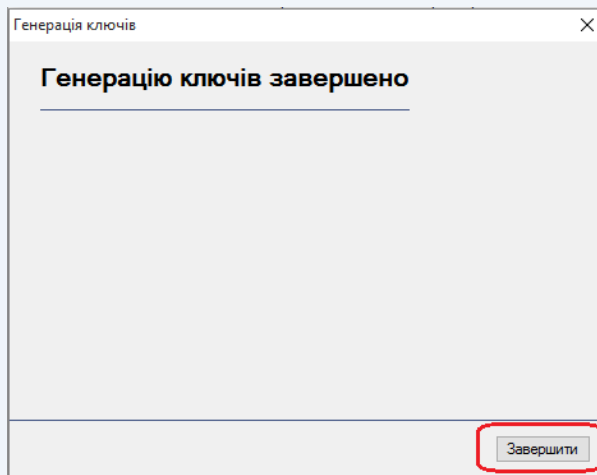 Генерація ключів
Генерацію ключів завершено
Завершити